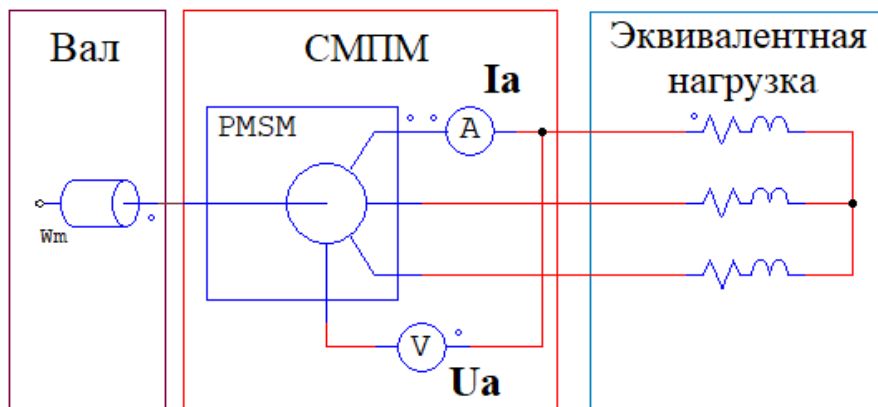 Вал
СМПМ
Эквивалентная
нагрузка
Ia
PMSM
A
Wm
V
Ua